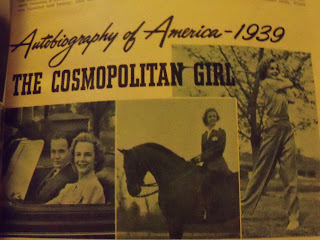 Autobiography of America-1939
THE COSMOPOLITAN GIRL